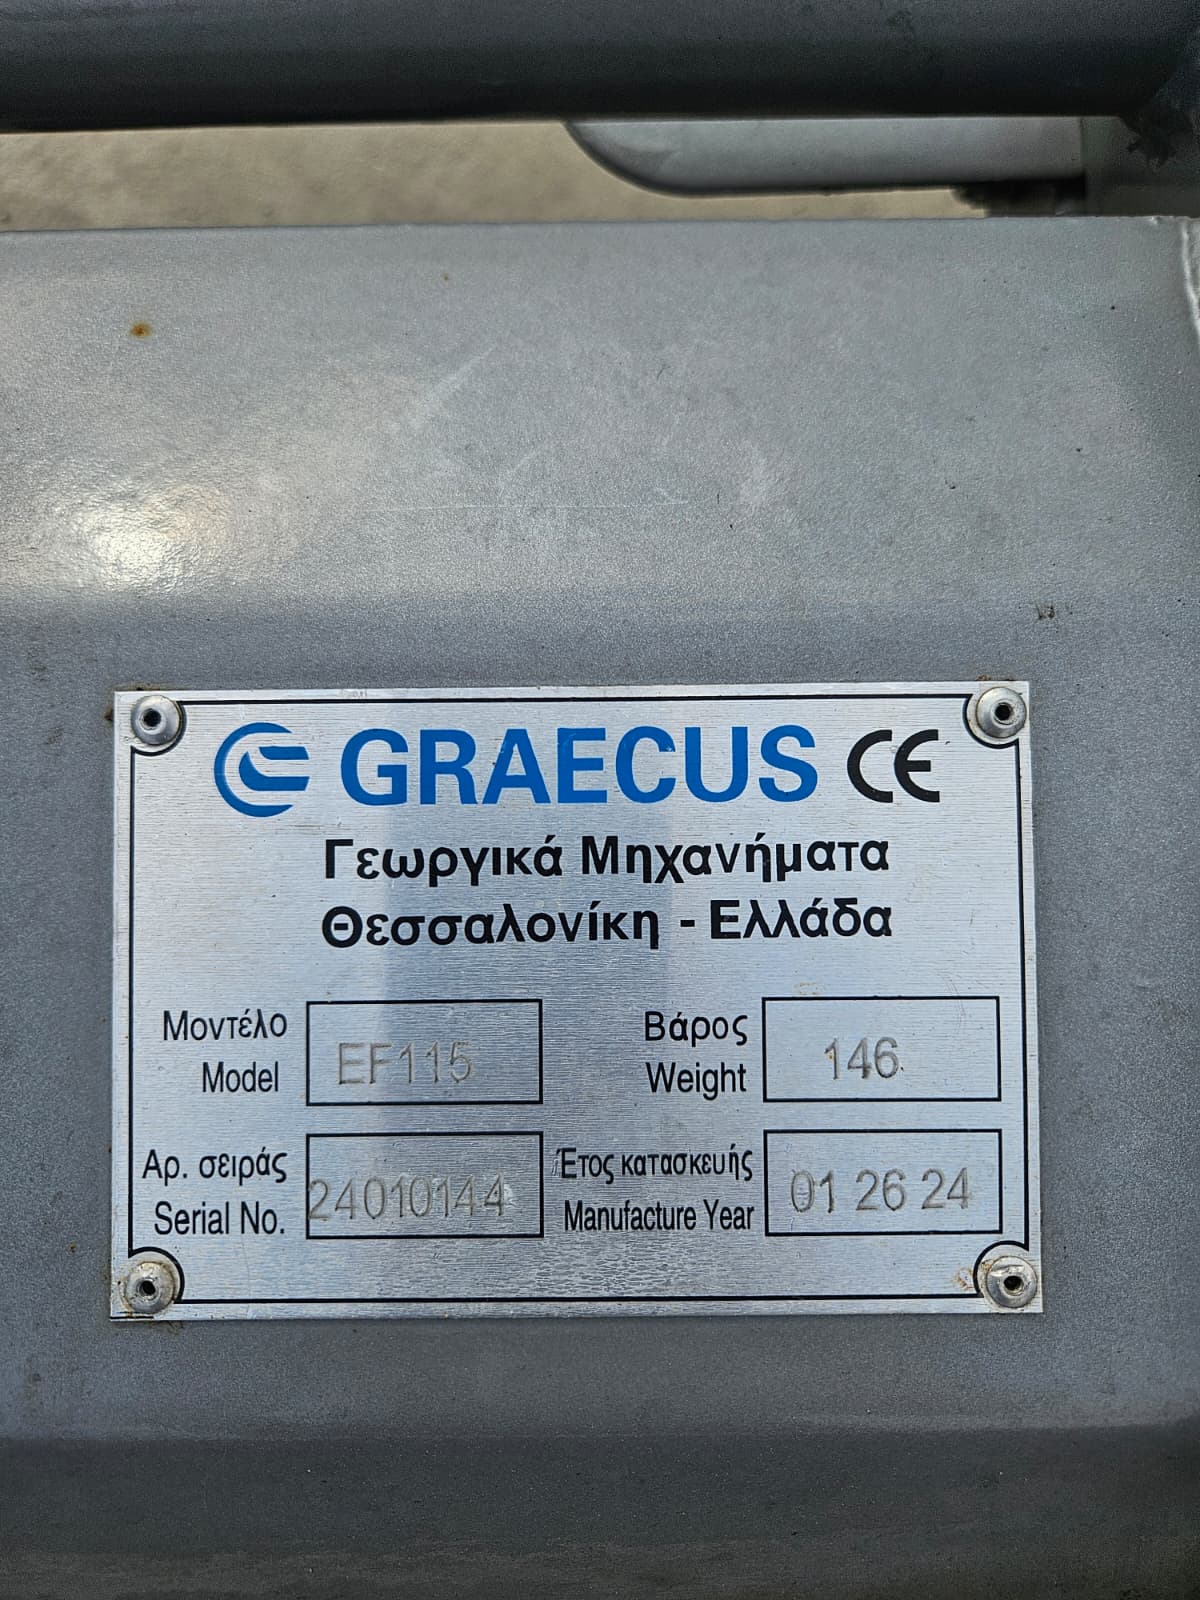 GRAECUS CE
Γεωργικά Μηχανήματα
Θεσσαλονίκη - Ελλάδα
Μοντέλο
Model
EF115
Βάρος
Weight
146
Αρ. σειράς
Serial No.
24010144
Έτος κατασκευής
Manufacture Year
01 26 24